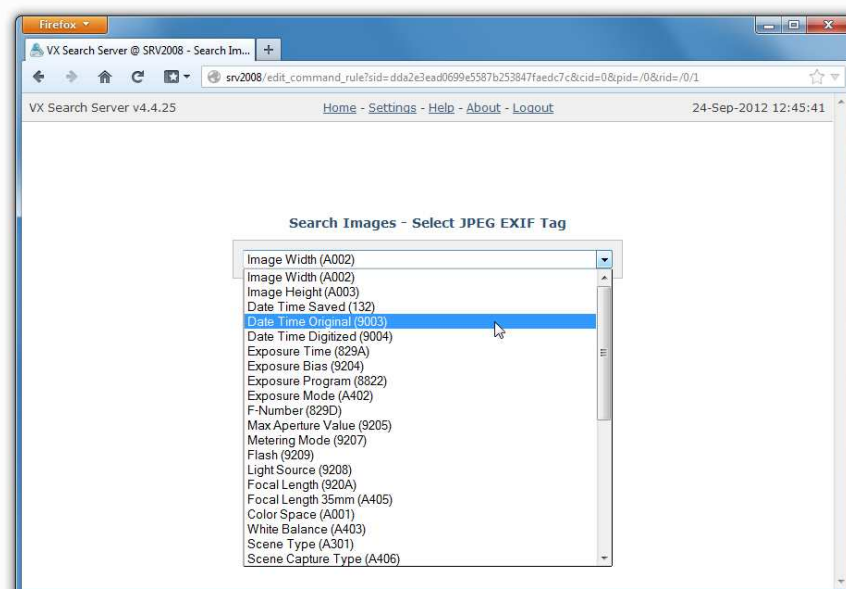 Firefox
VX Search Server @ SRV2008 - Search Im...
srv2008/edit_command_rule?sid=dda2e3ead0699e5587b253847faedc7c&cid=0&pid=/0&rid=/0/1
VX Search Server v4.4.25 Home - Settings - Help - About - Logout 24-Sep-2012 12:45:41
Search Images - Select JPEG EXIF Tag
Image Width (A002)
Image Width (A002)
Image Height (A003)
Date Time Saved (132)
Date Time Original (9003)
Date Time Digitized (9004)
Exposure Time (829A)
Exposure Bias (9204)
Exposure Program (8822)
Exposure Mode (A402)
F-Number (829D)
Max Aperture Value (9205)
Metering Mode (9207)
Flash (9209)
Light Source (9208)
Focal Length (920A)
Focal Length 35mm (A405)
Color Space (A001)
White Balance (A403)
Scene Type (A301)
Scene Capture Type (A406)